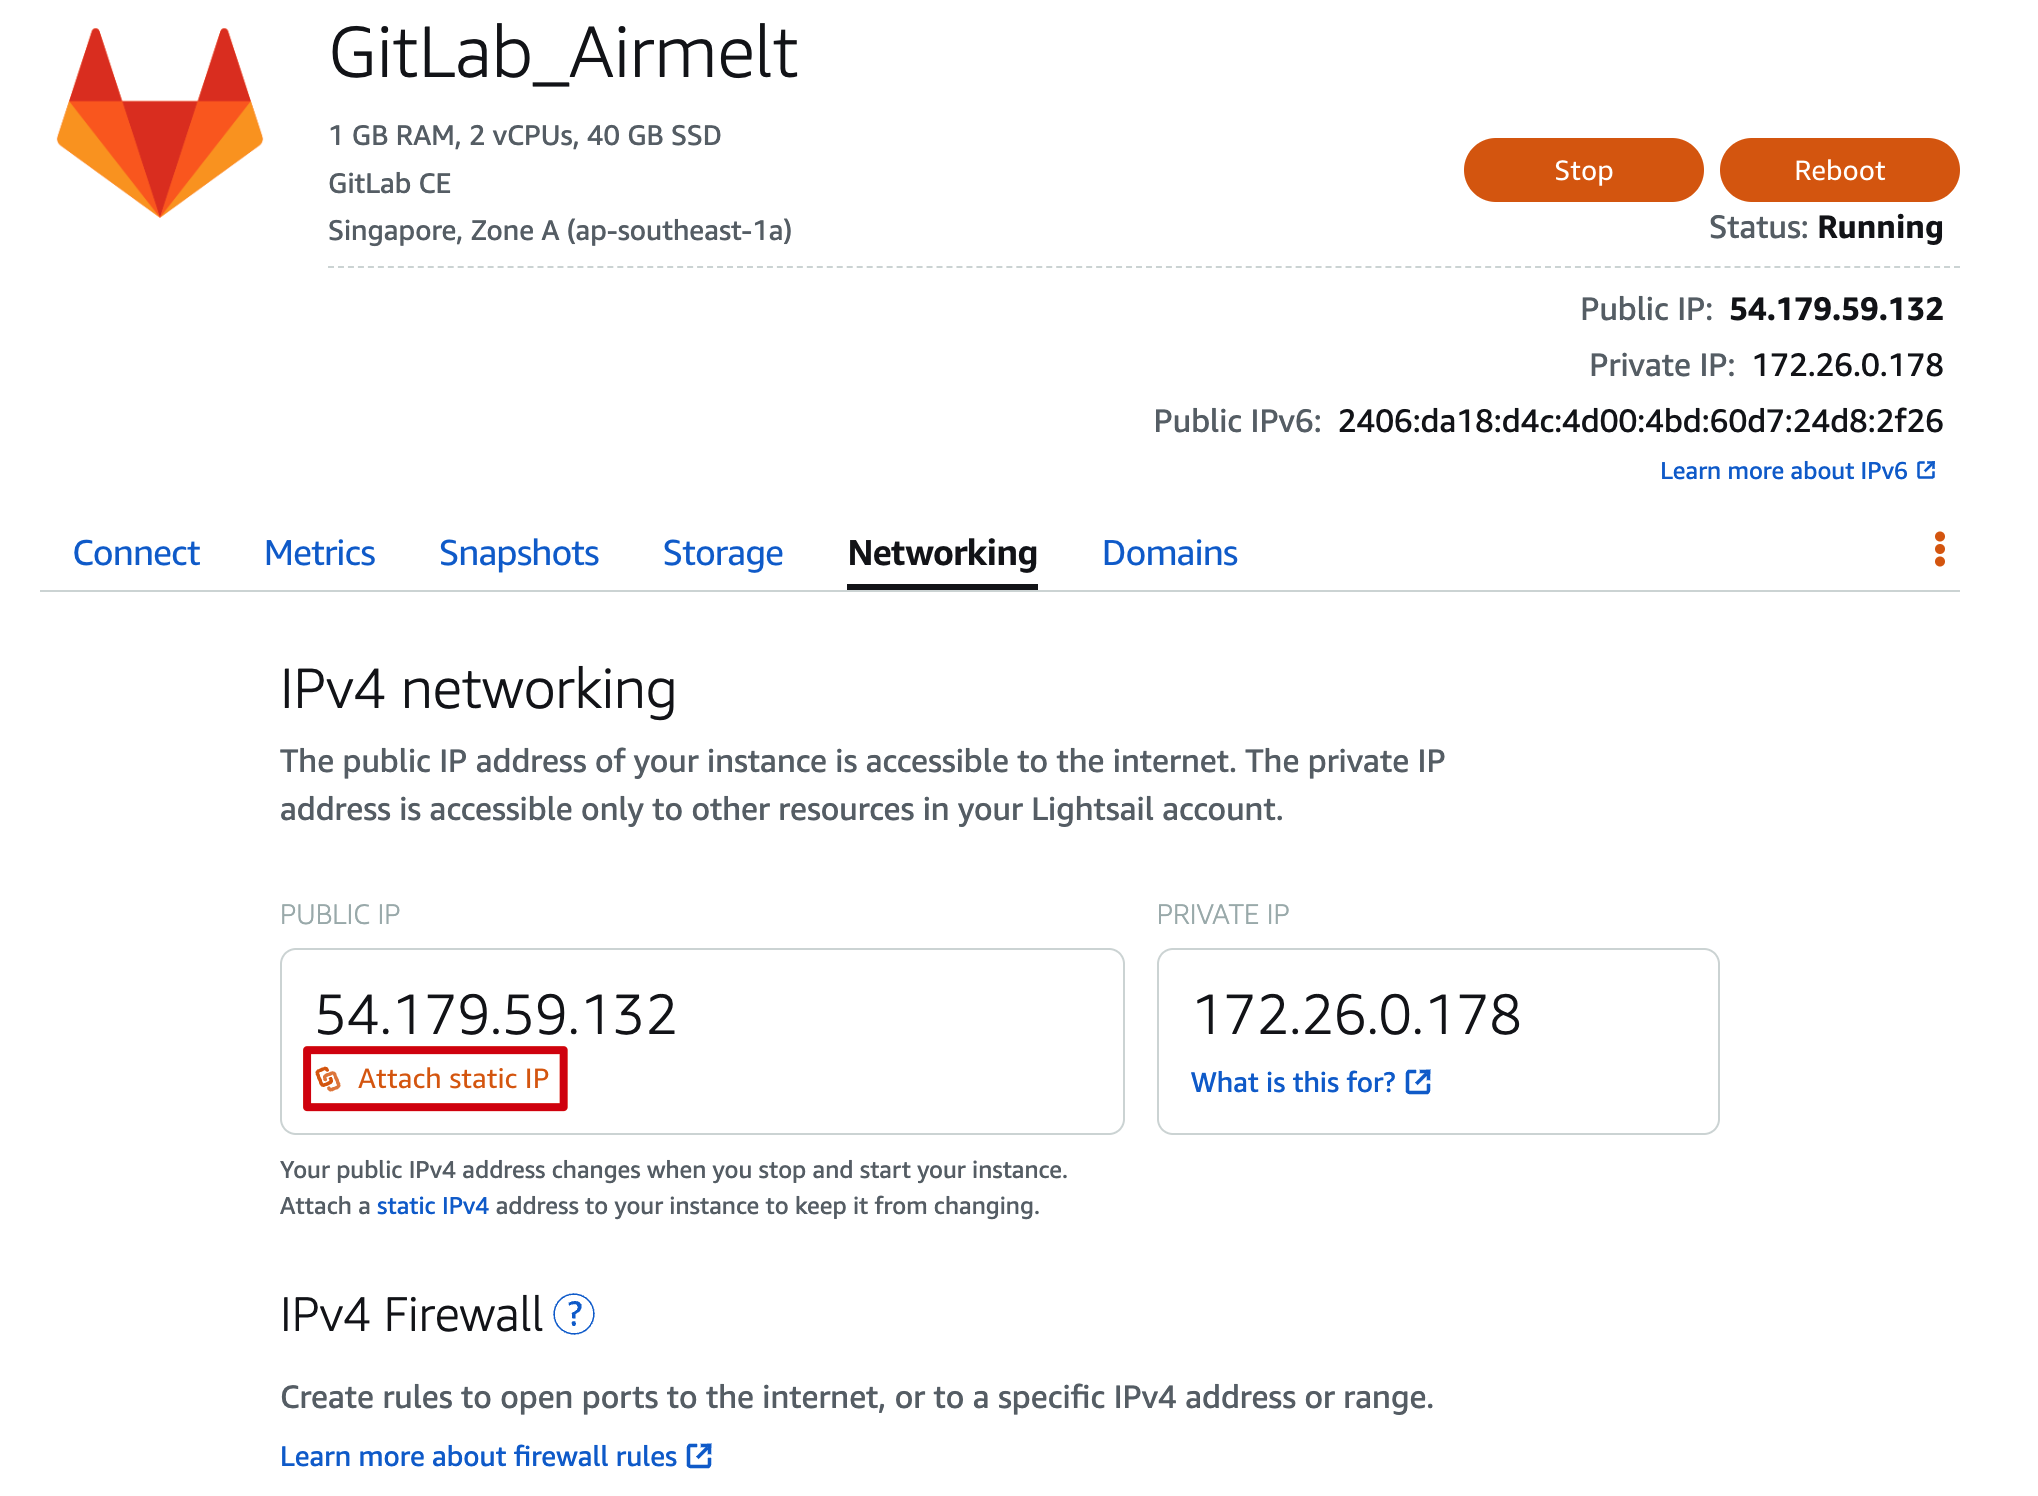 GitLab_Airmelt
1 GB RAM, 2 vCPUs, 40 GB SSD
GitLab CE
Singapore, Zone A (ap-southeast-1a)
Stop
Reboot
Status: Running
Public IP: 54.179.59.132
Private IP: 172.26.0.178
Public IPv6: 2406:da18:d4c:4d00:4bd:60d7:24d8:2f26
Learn more about IPv6
Connect
Metrics
Snapshots
Storage
Networking
Domains
IPv4 networking
The public IP address of your instance is accessible to the internet. The private IP
address is accessible only to other resources in your Lightsail account.
PUBLIC IP
54.179.59.132
Attach static IP
PRIVATE IP
172.26.0.178
What is this for?
Your public IPv4 address changes when you stop and start your instance.
Attach a static IPv4 address to your instance to keep it from changing.
IPv4 Firewall ?
Create rules to open ports to the internet, or to a specific IPv4 address or range.
Learn more about firewall rules